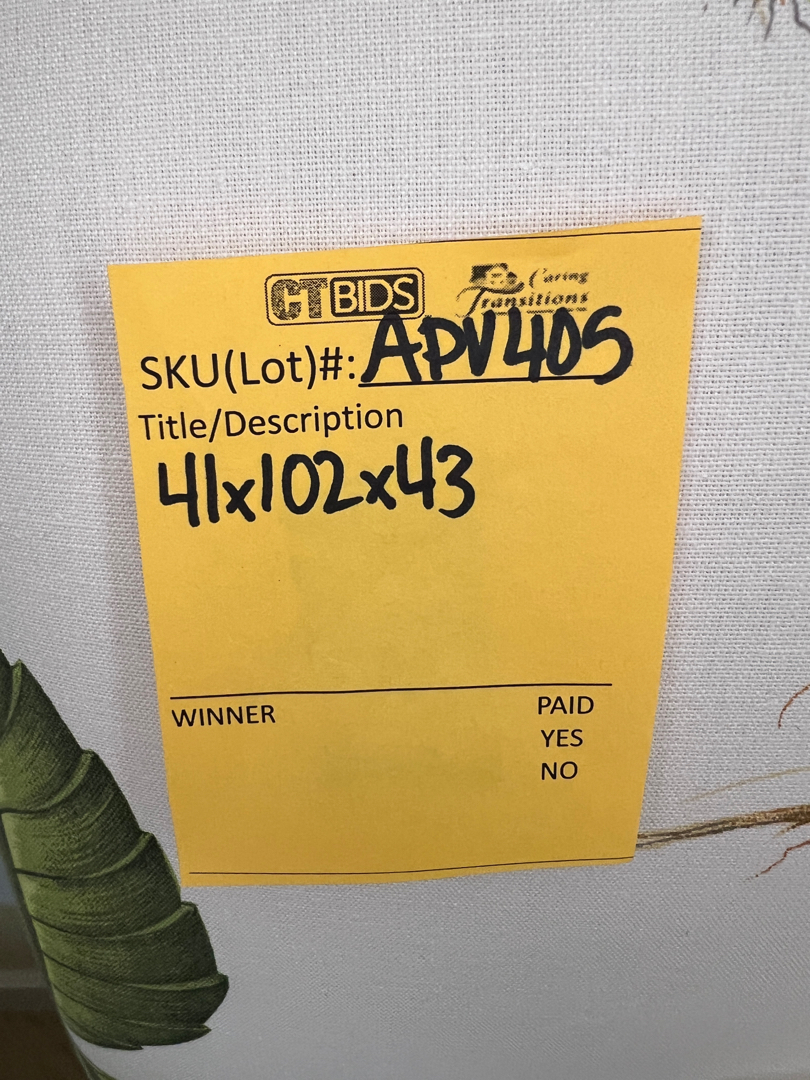 CTBIDS Caring Transitions
SKU(Lot)#: APV405
Title/Description
41x102x43
WINNER PAID
YES
NO